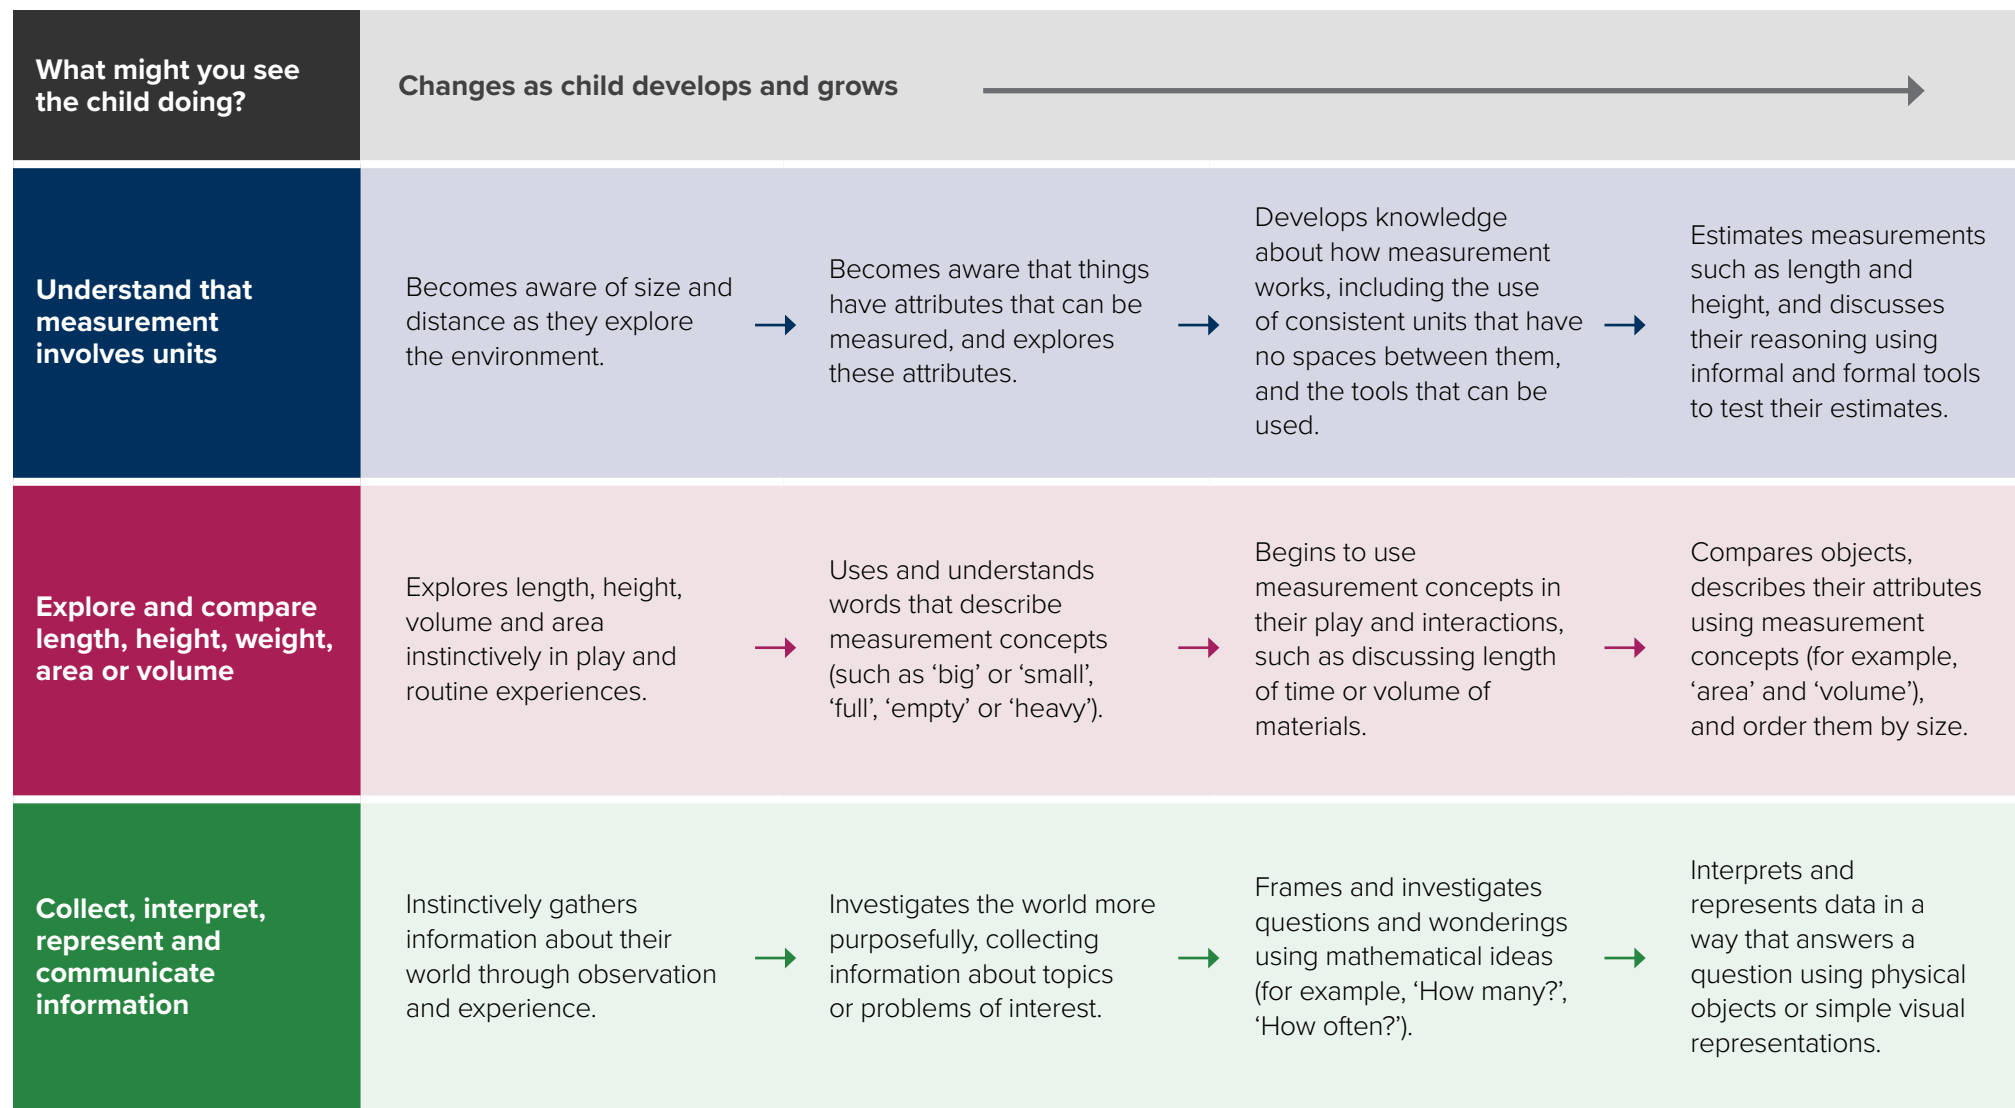 What might you see
the child doing?
Changes as child develops and grows
Understand that
measurement
involves units
Becomes aware of size and
distance as they explore
the environment.
Becomes aware that things
have attributes that can be
measured, and explores
these attributes.
Develops knowledge
about how measurement
works, including the use
of consistent units that have
no spaces between them,
and the tools that can be
used.
Estimates measurements
such as length and
height, and discusses
their reasoning using
informal and formal tools
to test their estimates.
Explore and compare
length, height, weight,
area or volume
Explores length, height,
volume and area
instinctively in play and
routine experiences.
Uses and understands
words that describe
measurement concepts
(such as ‘big’ or ‘small’,
‘full’, ‘empty’ or ‘heavy’).
Begins to use
measurement concepts in
their play and interactions,
such as discussing length
of time or volume of
materials.
Compares objects,
describes their attributes
using measurement
concepts (for example,
‘area’ and ‘volume’),
and order them by size.
Collect, interpret,
represent and
communicate
information
Instinctively gathers
information about their
world through observation
and experience.
Investigates the world more
purposefully, collecting
information about topics
or problems of interest.
Frames and investigates
questions and wonderings
using mathematical ideas
(for example, ‘How many?’,
‘How often?’).
Interprets and
represents data in a
way that answers a
question using physical
objects or simple visual
representations.